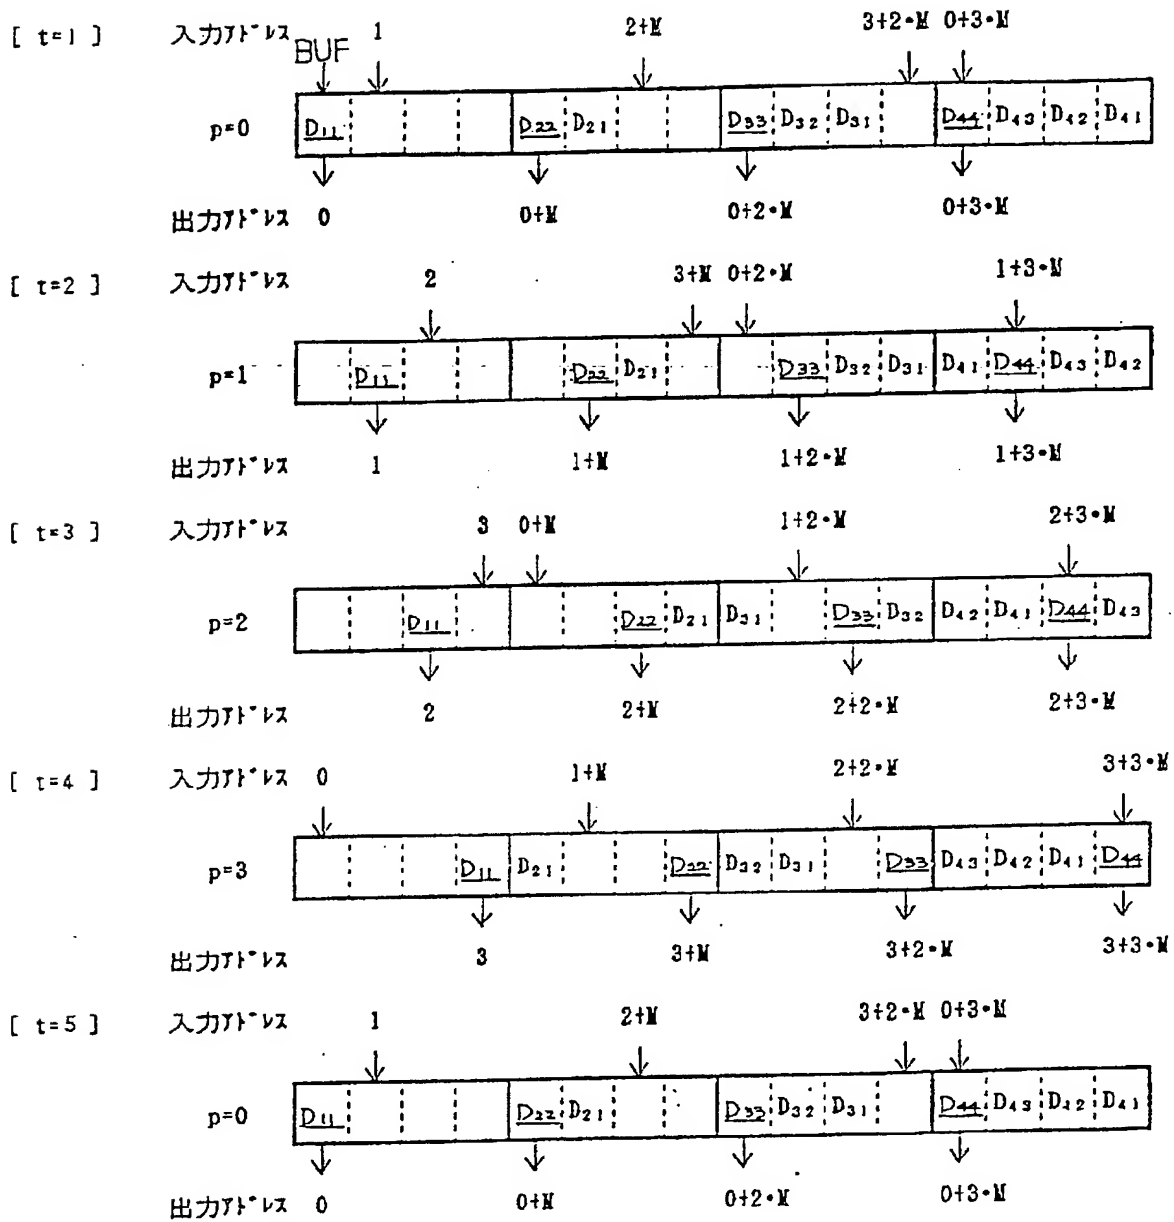 [ t=1 ] 入力アドレス BUF 1 2+M 3+2・M 0+3・M
p=0 D11 D22 D21 D33 D32 D31 D44 D43 D42 D41
出力アドレス 0 0+M 0+2・M 0+3・M
[ t=2 ] 入力アドレス 2 3+M 0+2・M 1+3・M
p=1 D11 D22 D21 D33 D32 D31 D41 D44 D43 D42
出力アドレス 1 1+M 1+2・M 1+3・M
[ t=3 ] 入力アドレス 3 0+M 1+2・M 2+3・M
p=2 D11 D22 D21 D31 D33 D32 D42 D41 D44 D43
出力アドレス 2 2+M 2+2・M 2+3・M
[ t=4 ] 入力アドレス 0 1+M 2+2・M 3+3・M
p=3 D11 D21 D22 D32 D31 D33 D43 D42 D41 D44
出力アドレス 3 3+M 3+2・M 3+3・M
[ t=5 ] 入力アドレス 1 2+M 3+2・M 0+3・M
p=0 D11 D22 D21 D33 D32 D31 D44 D43 D42 D41
出力アドレス 0 0+M 0+2・M 0+3・M